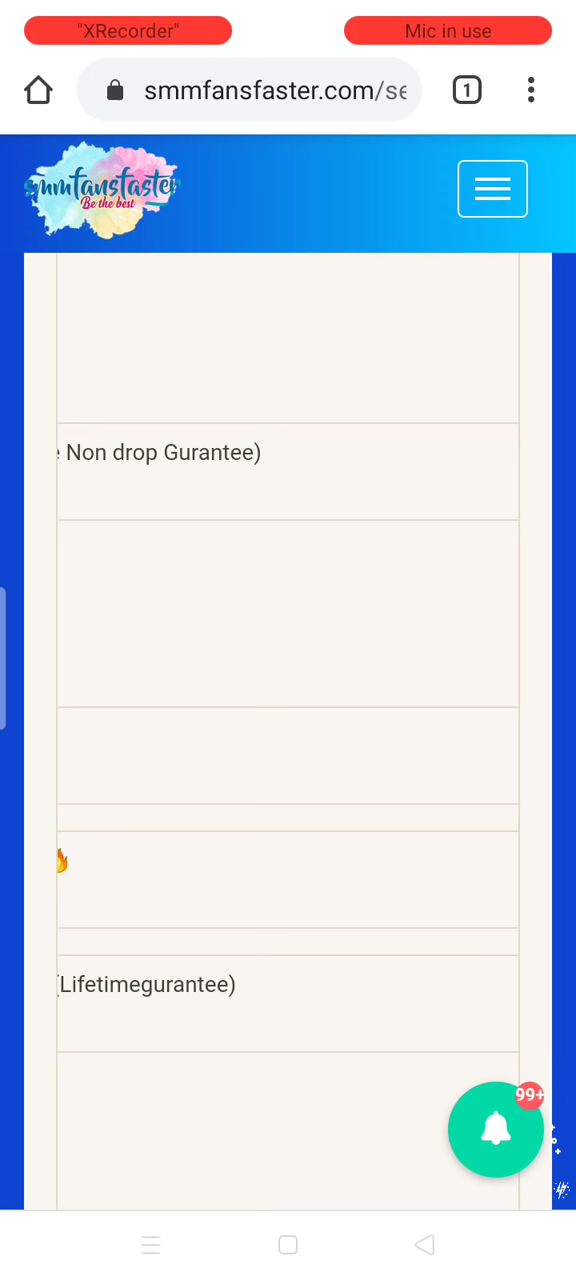 "XRecorder"
Mic in use
smmfansfaster.com/se
1
smmfansfaster
Be the best
Non drop Gurantee)
(Lifetimegurantee)
99+